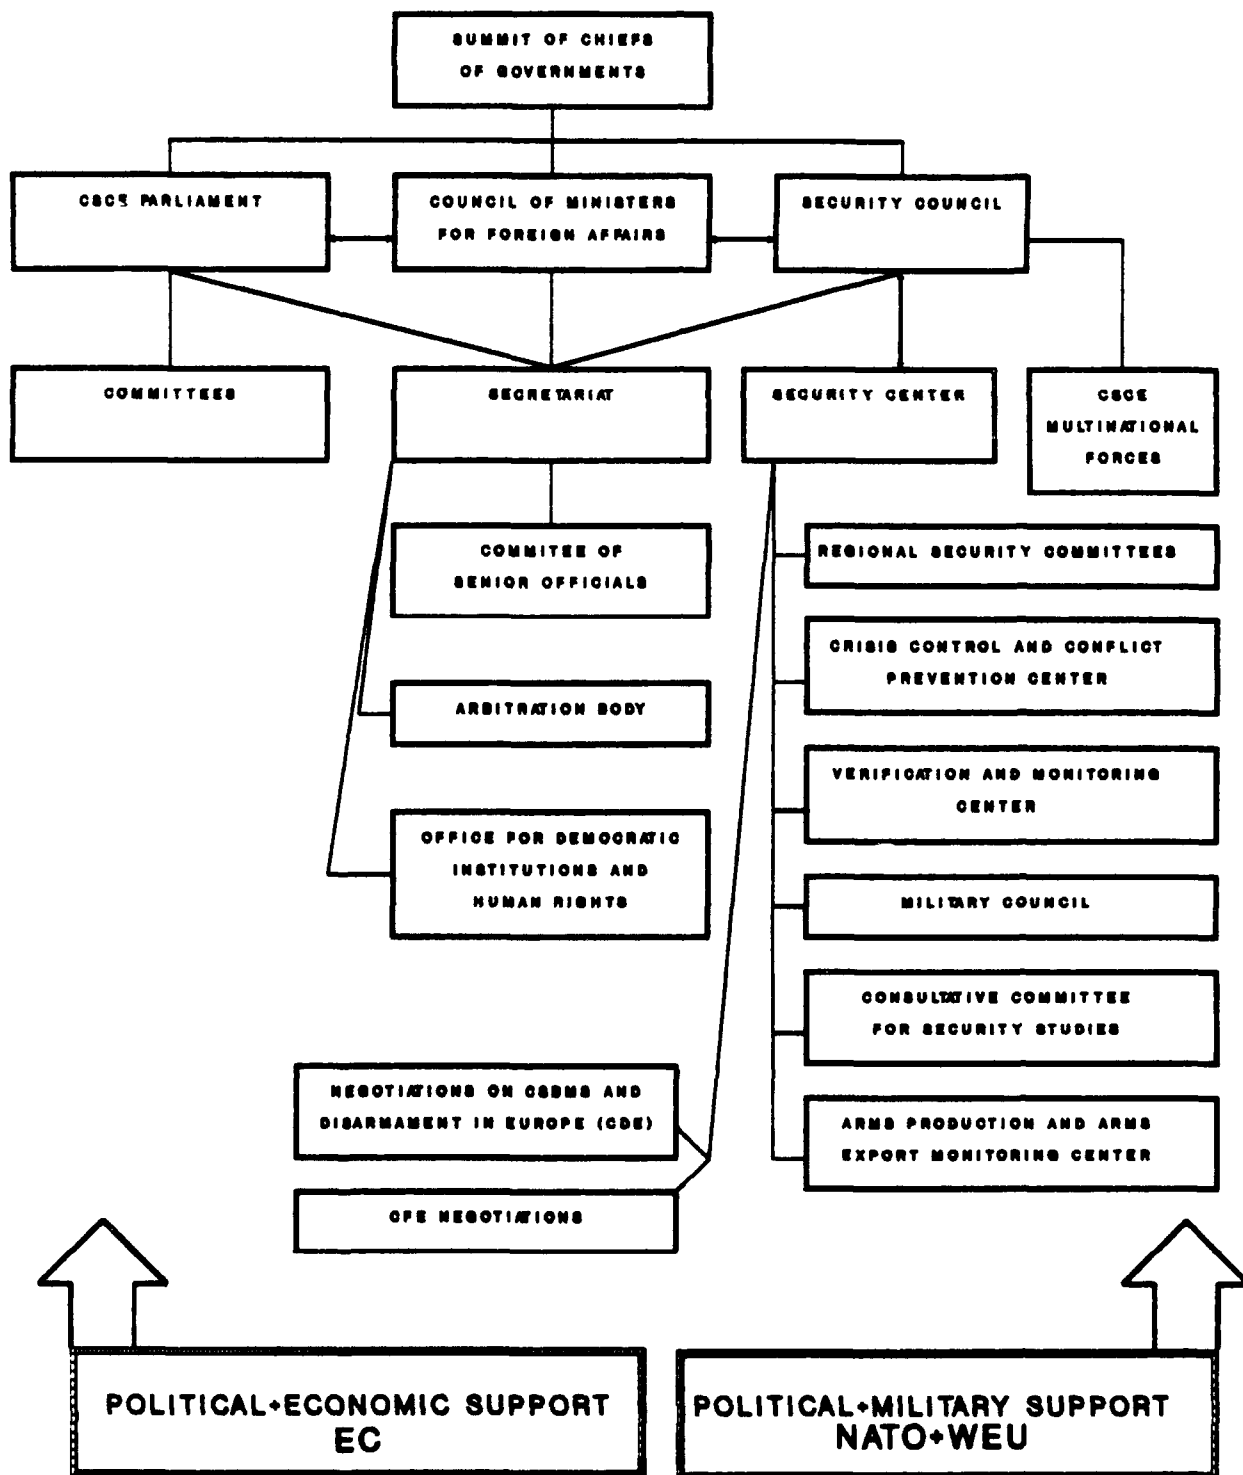 SUMMIT OF CHIEFS
OF GOVERNMENTS
CSCE PARLIAMENT
COUNCIL OF MINISTERS
FOR FOREIGN AFFAIRS
SECURITY COUNCIL
COMMITTEES
SECRETARIAT
SECURITY CENTER
CSCE
MULTINATIONAL
FORCES
COMMITEE OF
SENIOR OFFICIALS
ARBITRATION BODY
OFFICE FOR DEMOCRATIC
INSTITUTIONS AND
HUMAN RIGHTS
REGIONAL SECURITY COMMITTEES
CRISIS CONTROL AND CONFLICT
PREVENTION CENTER
VERIFICATION AND MONITORING
CENTER
MILITARY COUNCIL
CONSULTATIVE COMMITTEE
FOR SECURITY STUDIES
ARMS PRODUCTION AND ARMS
EXPORT MONITORING CENTER
NEGOTIATIONS ON CSBMS AND
DISARMAMENT IN EUROPE (CDE)
CFE NEGOTIATIONS
POLITICAL+ECONOMIC SUPPORT
EC
POLITICAL+MILITARY SUPPORT
NATO+WEU